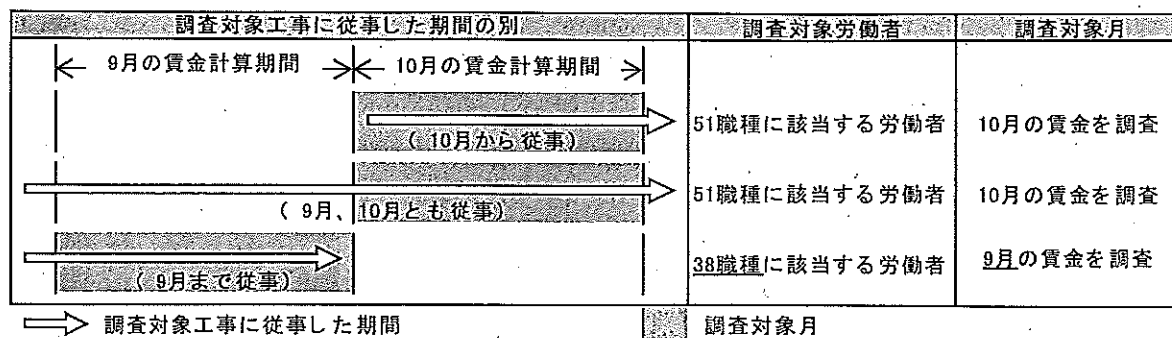 調査対象工事に従事した期間の別 調査対象労働者 調査対象月
9月の賃金計算期間 10月の賃金計算期間
(10月から従事) 51職種に該当する労働者 10月の賃金を調査
(9月、10月とも従事) 51職種に該当する労働者 10月の賃金を調査
(9月まで従事) 38職種に該当する労働者 9月の賃金を調査
調査対象工事に従事した期間 調査対象月